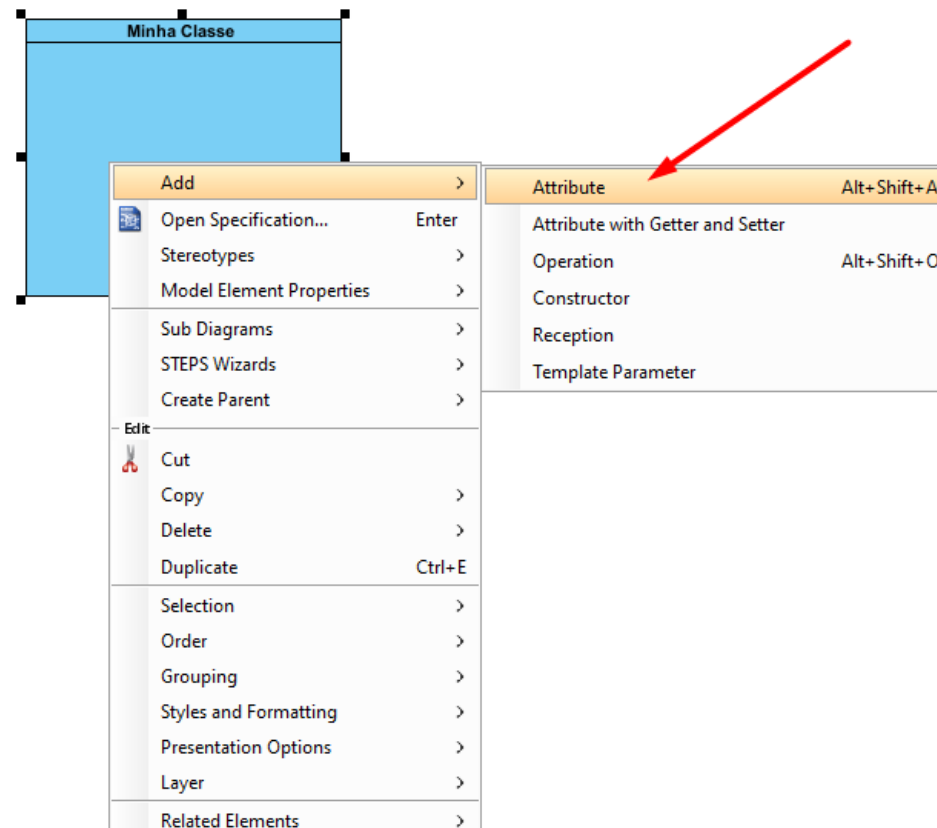 Minha Classe
Add
Open Specification... Enter
Stereotypes
Model Element Properties
Sub Diagrams
STEPS Wizards
Create Parent
Edit
Cut
Copy
Delete
Duplicate Ctrl+E
Selection
Order
Grouping
Styles and Formatting
Presentation Options
Layer
Related Elements
Attribute Alt+Shift+A
Attribute with Getter and Setter
Operation Alt+Shift+O
Constructor
Reception
Template Parameter